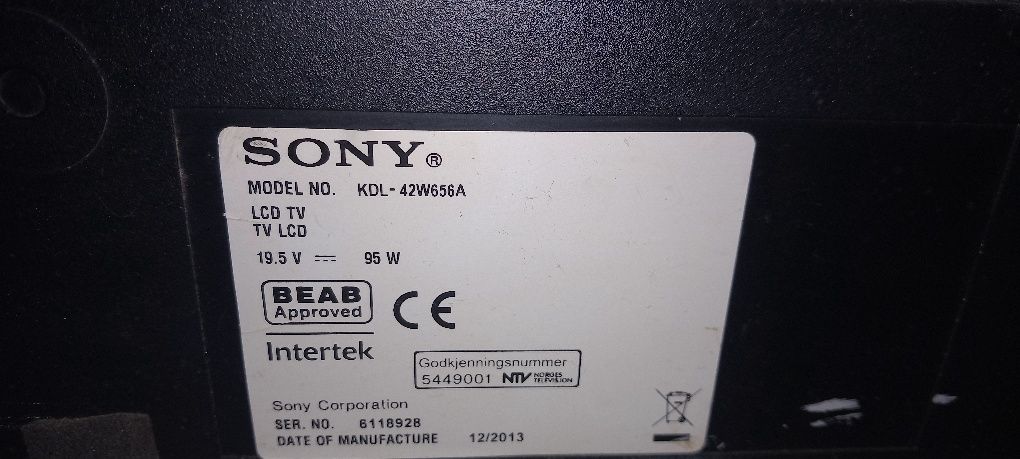 SONY®
MODEL NO. KDL-42W656A
LCD TV
TV LCD
19.5 V ⎓ 95 W
BEAB
Approved
CE
Intertek
Godkjenningsnummer
5449001 NTV NORGES TELEVISION
Sony Corporation
SER. NO. 6118928
DATE OF MANUFACTURE 12/2013